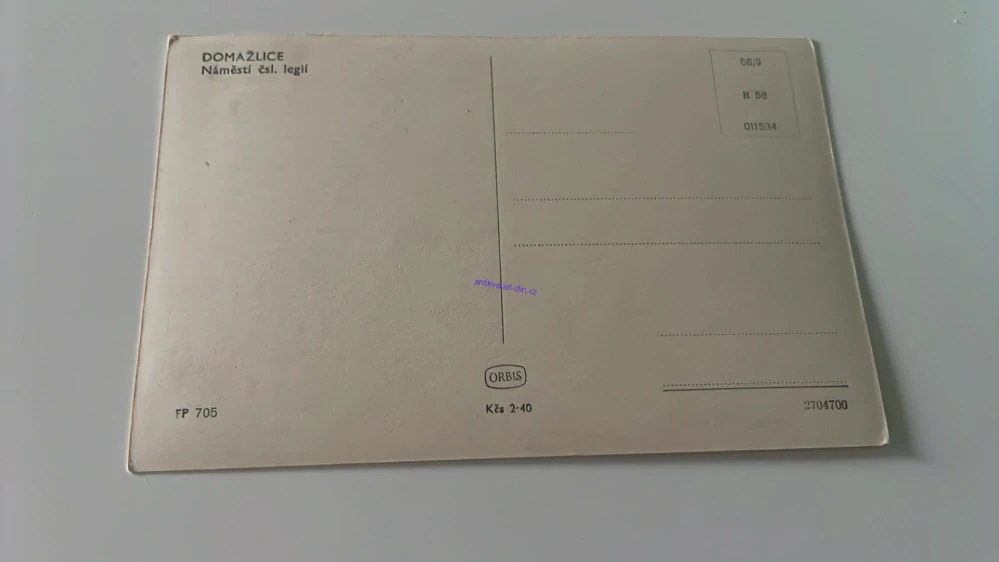 DOMAŽLICE
Náměstí čsl. legií
56/9
R 56
011534
antikvariat-zlin.cz
ORBIS
FP 705
Kčs 2·40
2704700